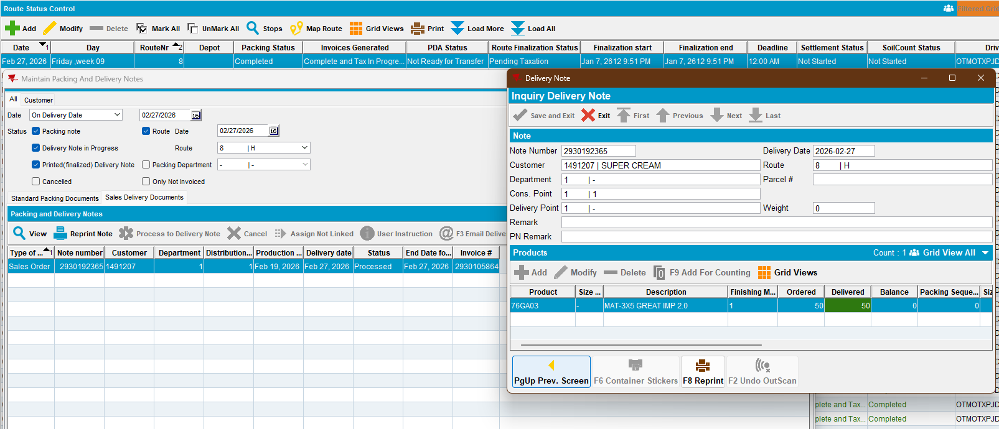 Route Status Control
Filtered Grid
Add Modify Delete Mark All UnMark All Stops Map Route Grid Views Print Load More Load All
Date 1 Day RouteNr 2 Depot Packing Status Invoices Generated PDA Status Route Finalization Status Finalization start Finalization end Deadline Settlement Status SoilCount Status Driv
Feb 27, 2026 Friday ,week 09 8 Completed Complete and Tax In Progre... Not Ready for Transfer Pending Taxation Jan 7, 2612 9:51 PM Jan 7, 2612 9:51 PM 12:00 AM Not Started Not Started OTMOTXPJD
Maintain Packing And Delivery Notes
All Customer
Date On Delivery Date 02/27/2026 16
Status Packing note Route Date 02/27/2026 16
Delivery Note in Progress Route 8 | H
Printed(finalized) Delivery Note Packing Department - | -
Cancelled Only Not Invoiced
Standard Packing Documents Sales Delivery Documents
Packing and Delivery Notes
View Reprint Note Process to Delivery Note Cancel Assign Not Linked User Instruction F3 Email Delive
Type of ... 1 Note number Customer Department Distribution... Production ... Delivery date Status End Date fo... Invoice #
Sales Order 2930192365 1491207 1 1 Feb 19, 2026 Feb 27, 2026 Processed Feb 27, 2026 2930105864
Delivery Note
Inquiry Delivery Note
Save and Exit Exit First Previous Next Last
Note
Note Number 2930192365 Delivery Date 2026-02-27
Customer 1491207 | SUPER CREAM Route 8 | H
Department 1 | - Parcel #
Cons. Point 1 | 1
Delivery Point 1 | - Weight 0
Remark
PN Remark
Products Count : 1 Grid View All
Add Modify Delete F9 Add For Counting Grid Views
Product Size ... Description Finishing M... Ordered Delivered Balance Packing Seque... Siz
76GA03 - MAT-3X5 GREAT IMP 2.0 1 50 50 0 0
PgUp Prev. Screen F6 Container Stickers F8 Reprint F2 Undo OutScan
plete and Tax... Completed OTMOTXPJD
plete and Tax... Completed OTMOTXPJD